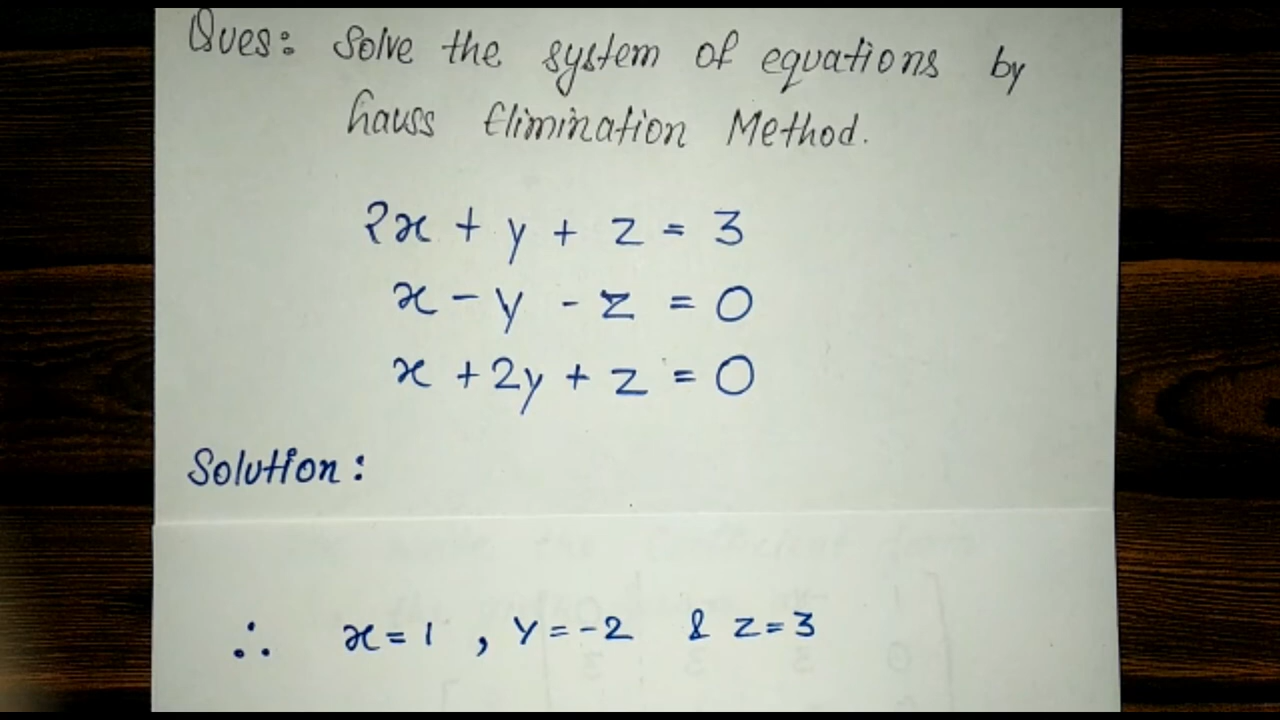 Ques: Solve the system of equations by
Gauss Elimination Method.
2x + y + z = 3
x - y - z = 0
x + 2y + z = 0
Solution:
∴ x = 1 , y = -2 & z = 3